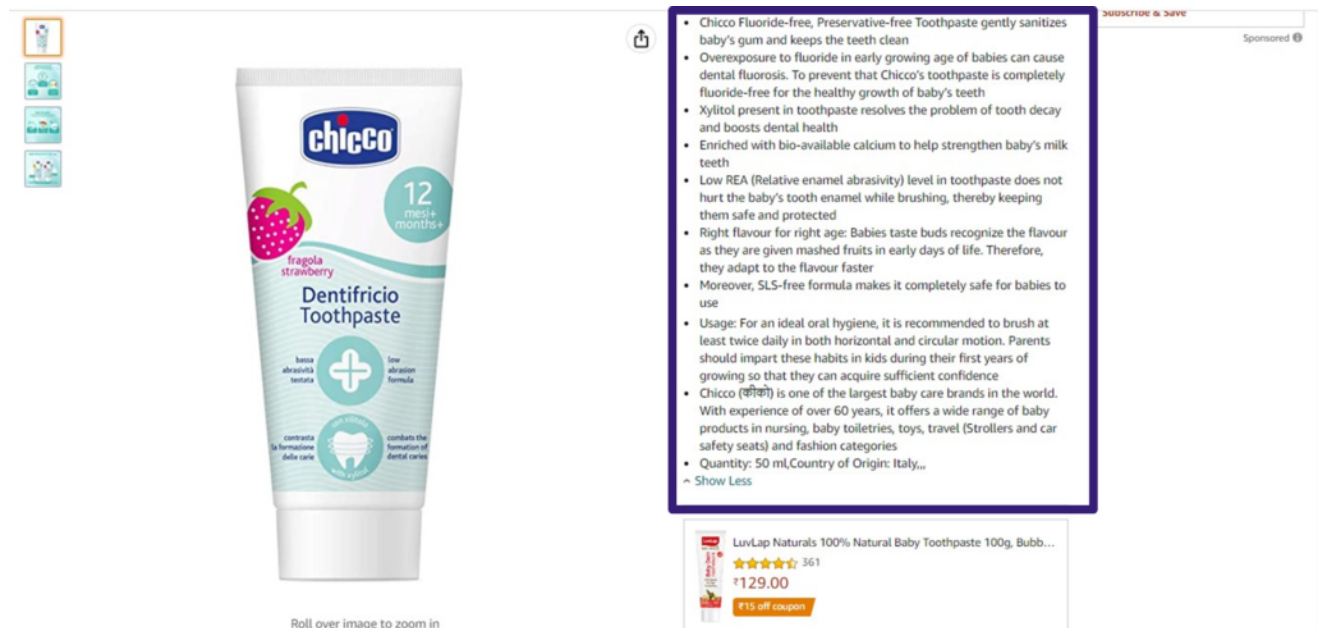 Subscribe & Save
Sponsored
chicco
12
mesi+
months+
fragola
strawberry
Dentifricio
Toothpaste
bassa
abrasività
testata
low
abrasion
formula
con xilitolo
contrasta
la formazione
delle carie
combats the
formation of
dental caries
with xylitol
Roll over image to zoom in
• Chicco Fluoride-free, Preservative-free Toothpaste gently sanitizes
baby's gum and keeps the teeth clean
• Overexposure to fluoride in early growing age of babies can cause
dental fluorosis. To prevent that Chicco's toothpaste is completely
fluoride-free for the healthy growth of baby's teeth
• Xylitol present in toothpaste resolves the problem of tooth decay
and boosts dental health
• Enriched with bio-available calcium to help strengthen baby's milk
teeth
• Low REA (Relative enamel abrasivity) level in toothpaste does not
hurt the baby's tooth enamel while brushing, thereby keeping
them safe and protected
• Right flavour for right age: Babies taste buds recognize the flavour
as they are given mashed fruits in early days of life. Therefore,
they adapt to the flavour faster
• Moreover, SLS-free formula makes it completely safe for babies to
use
• Usage: For an ideal oral hygiene, it is recommended to brush at
least twice daily in both horizontal and circular motion. Parents
should impart these habits in kids during their first years of
growing so that they can acquire sufficient confidence
• Chicco (कीको) is one of the largest baby care brands in the world.
With experience of over 60 years, it offers a wide range of baby
products in nursing, baby toiletries, toys, travel (Strollers and car
safety seats) and fashion categories
• Quantity: 50 ml,Country of Origin: Italy,,,
Show Less
LuvLap Naturals 100% Natural Baby Toothpaste 100g, Bubb...
361
₹129.00
₹15 off coupon